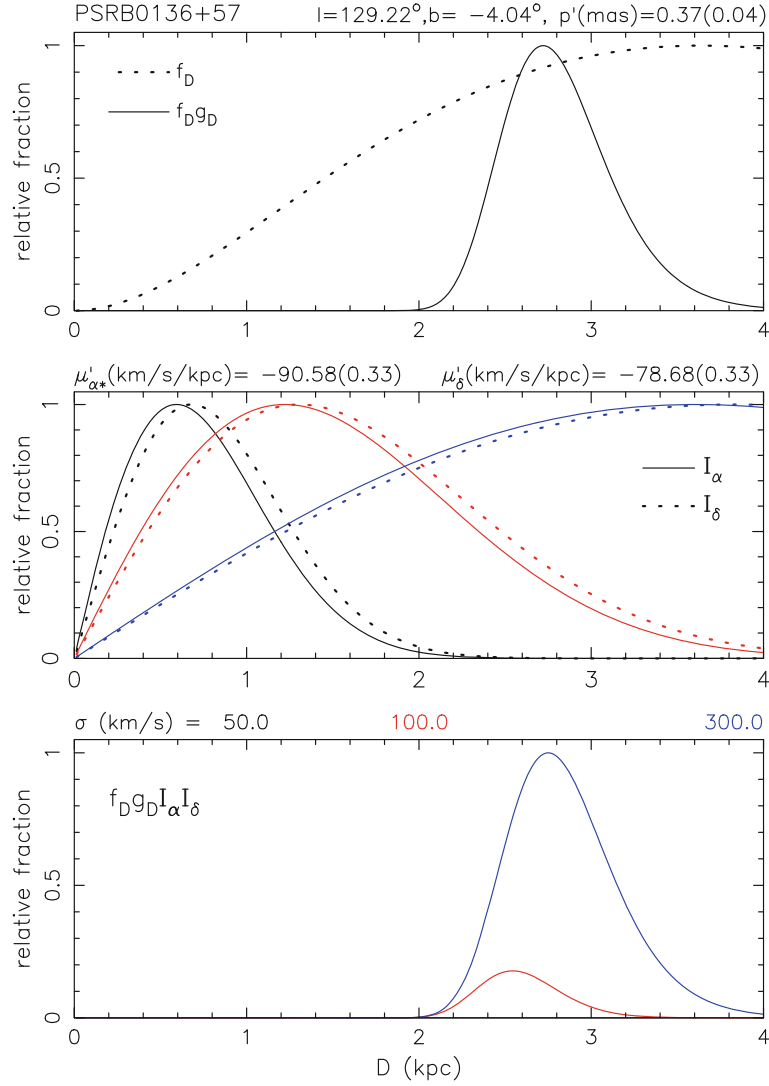 PSRB0136+57 l=129.22°,b= −4.04°, p'(mas)=0.37(0.04)
f_D
f_D g_D
relative fraction
0 0.5 1
0 1 2 3 4
μ'_α*(km/s/kpc)= −90.58(0.33) μ'_δ(km/s/kpc)= −78.68(0.33)
I_α
I_δ
relative fraction
0 0.5 1
0 1 2 3 4
σ (km/s) = 50.0 100.0 300.0
f_D g_D I_α I_δ
relative fraction
0 0.5 1
0 1 2 3 4
D (kpc)